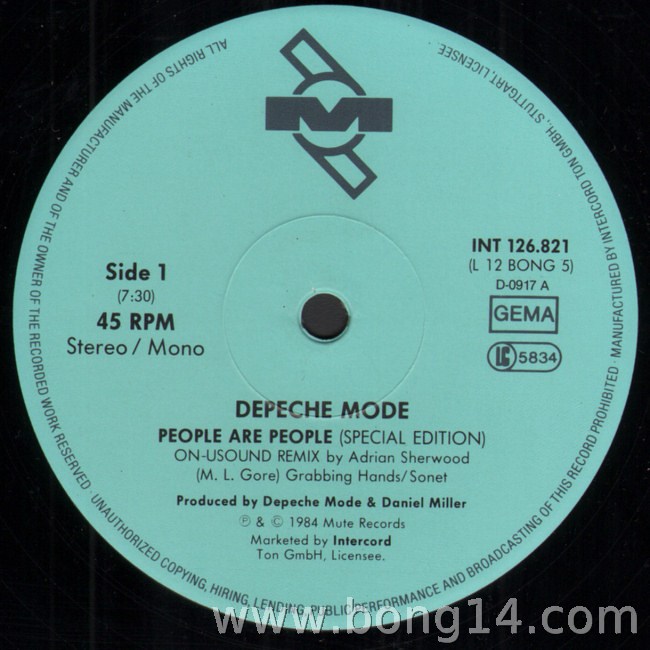 ALL RIGHTS OF THE MANUFACTURER AND OF THE OWNER OF THE RECORDED WORK RESERVED · UNAUTHORIZED COPYING, HIRING, LENDING, PUBLIC PERFORMANCE AND BROADCASTING OF THIS RECORD PROHIBITED · MANUFACTURED BY INTERCORD TON GMBH, STUTTGART, LICENSEE.
M
Side 1
(7:30)
45 RPM
Stereo / Mono
INT 126.821
(L 12 BONG 5)
D-0917 A
GEMA
LC 5834
DEPECHE MODE
PEOPLE ARE PEOPLE (SPECIAL EDITION)
ON-USOUND REMIX by Adrian Sherwood
(M. L. Gore) Grabbing Hands/Sonet
Produced by Depeche Mode & Daniel Miller
℗ & © 1984 Mute Records
Marketed by Intercord
Ton GmbH, Licensee.
www.bong14.com